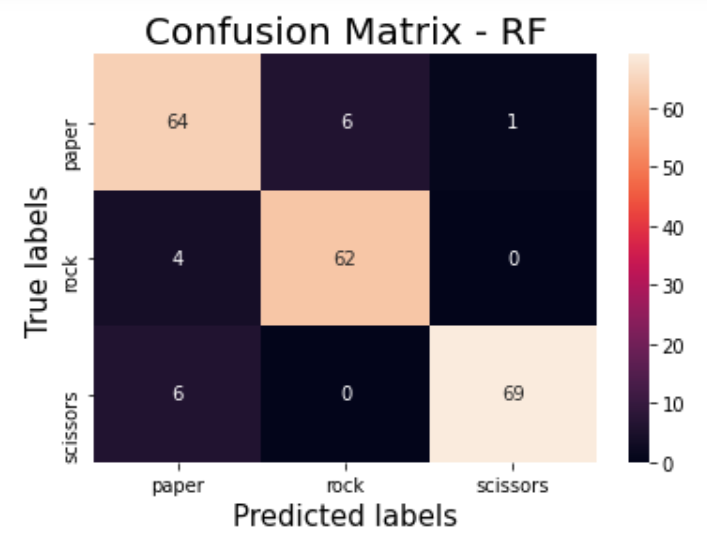 Confusion Matrix - RF
paper
64 6 1
rock
4 62 0
scissors
6 0 69
True labels
paper rock scissors
Predicted labels
60
50
40
30
20
10
0